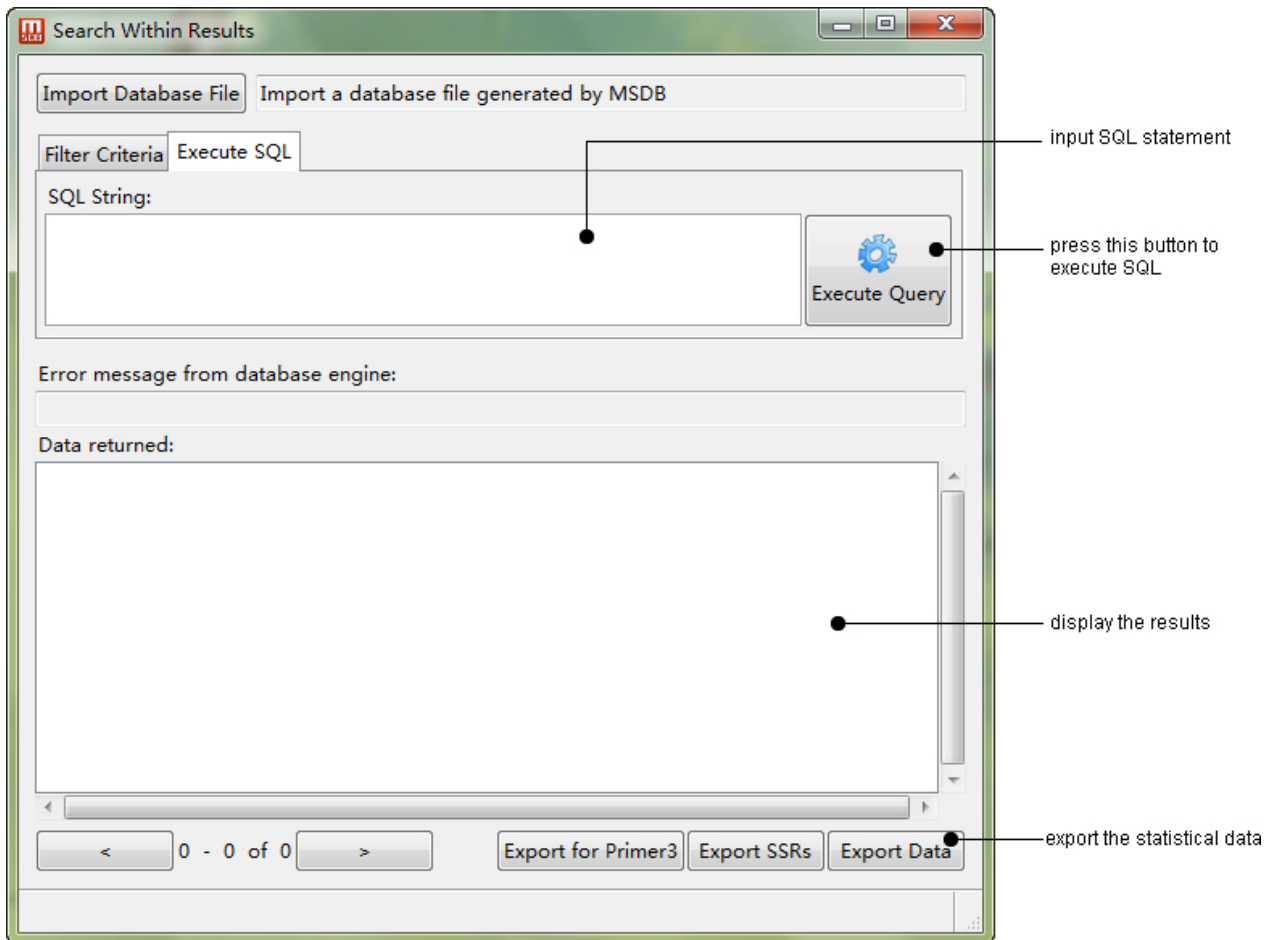 Search Within Results
Import Database File Import a database file generated by MSDB
input SQL statement
Filter Criteria Execute SQL
SQL String:
press this button to
execute SQL
Execute Query
Error message from database engine:
Data returned:
display the results
< 0 - 0 of 0 > Export for Primer3 Export SSRs Export Data
export the statistical data